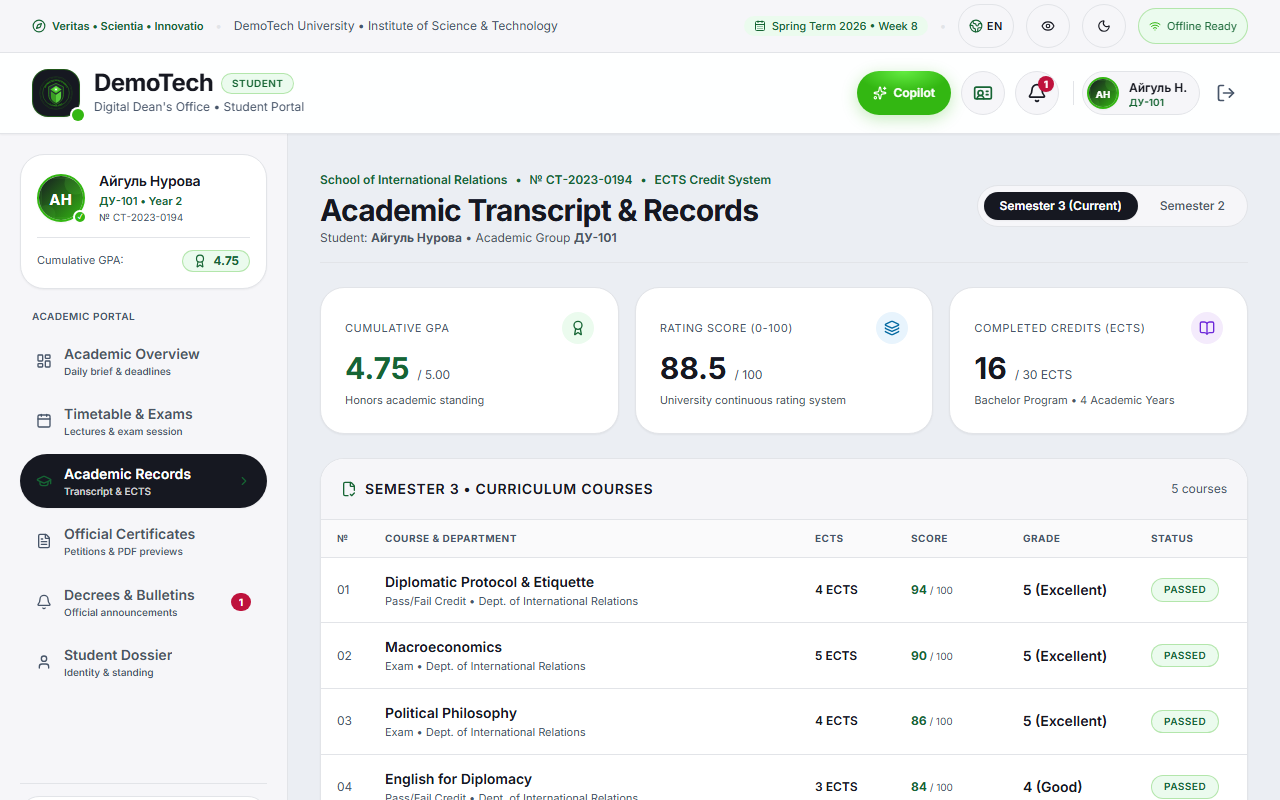 Veritas • Scientia • Innovatio
DemoTech University • Institute of Science & Technology
Spring Term 2026 • Week 8
EN
Offline Ready
DemoTech
STUDENT
Digital Dean's Office • Student Portal
Copilot
1
АН
Айгуль Н.
ДУ-101
АН
Айгуль Нурова
ДУ-101 • Year 2
№ CT-2023-0194
Cumulative GPA:
4.75
ACADEMIC PORTAL
Academic Overview
Daily brief & deadlines
Timetable & Exams
Lectures & exam session
Academic Records
Transcript & ECTS
Official Certificates
Petitions & PDF previews
Decrees & Bulletins
Official announcements
1
Student Dossier
Identity & standing
School of International Relations • № CT-2023-0194 • ECTS Credit System
Academic Transcript & Records
Student: Айгуль Нурова • Academic Group ДУ-101
Semester 3 (Current)
Semester 2
CUMULATIVE GPA
4.75 / 5.00
Honors academic standing
RATING SCORE (0-100)
88.5 / 100
University continuous rating system
COMPLETED CREDITS (ECTS)
16 / 30 ECTS
Bachelor Program • 4 Academic Years
SEMESTER 3 • CURRICULUM COURSES
5 courses
№ COURSE & DEPARTMENT ECTS SCORE GRADE STATUS
01 Diplomatic Protocol & Etiquette 4 ECTS 94 / 100 5 (Excellent) PASSED
Pass/Fail Credit • Dept. of International Relations
02 Macroeconomics 5 ECTS 90 / 100 5 (Excellent) PASSED
Exam • Dept. of International Relations
03 Political Philosophy 4 ECTS 86 / 100 5 (Excellent) PASSED
Exam • Dept. of International Relations
04 English for Diplomacy 3 ECTS 84 / 100 4 (Good) PASSED
Pass/Fail Credit • Dept. of International Relations